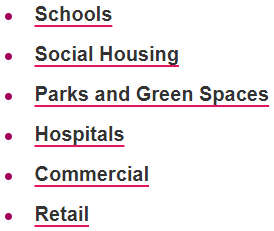 Schools
Social Housing
Parks and Green Spaces
Hospitals
Commercial
Retail